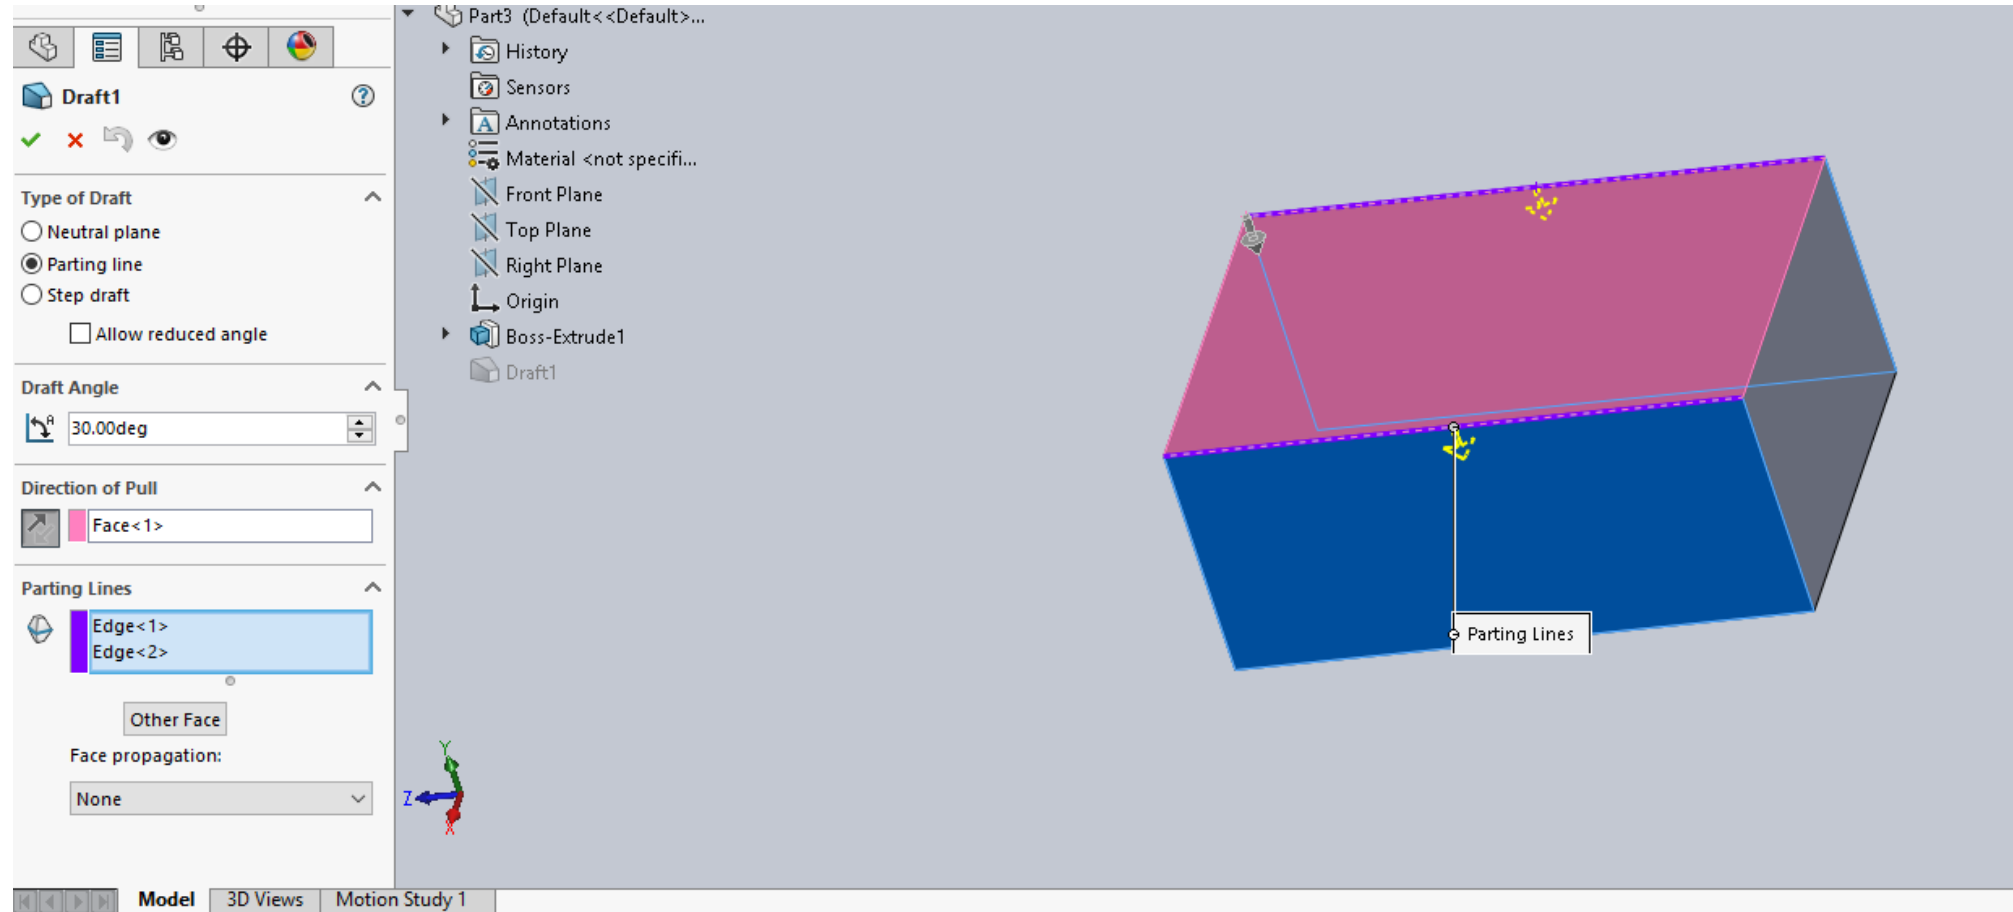 Draft1
Type of Draft
Neutral plane
Parting line
Step draft
Allow reduced angle
Draft Angle
30.00deg
Direction of Pull
Face<1>
Parting Lines
Edge<1>
Edge<2>
Other Face
Face propagation:
None
Part3 (Default<<Default>...
History
Sensors
A Annotations
Material <not specifi...
Front Plane
Top Plane
Right Plane
Origin
Boss-Extrude1
Draft1
Parting Lines
Y
Z
X
Model
3D Views
Motion Study 1